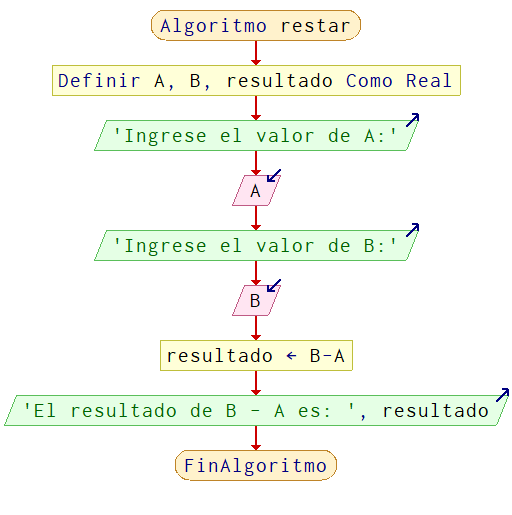 Algoritmo restar
Definir A, B, resultado Como Real
'Ingrese el valor de A:'
A
'Ingrese el valor de B:'
B
resultado ← B-A
'El resultado de B - A es: ', resultado
FinAlgoritmo